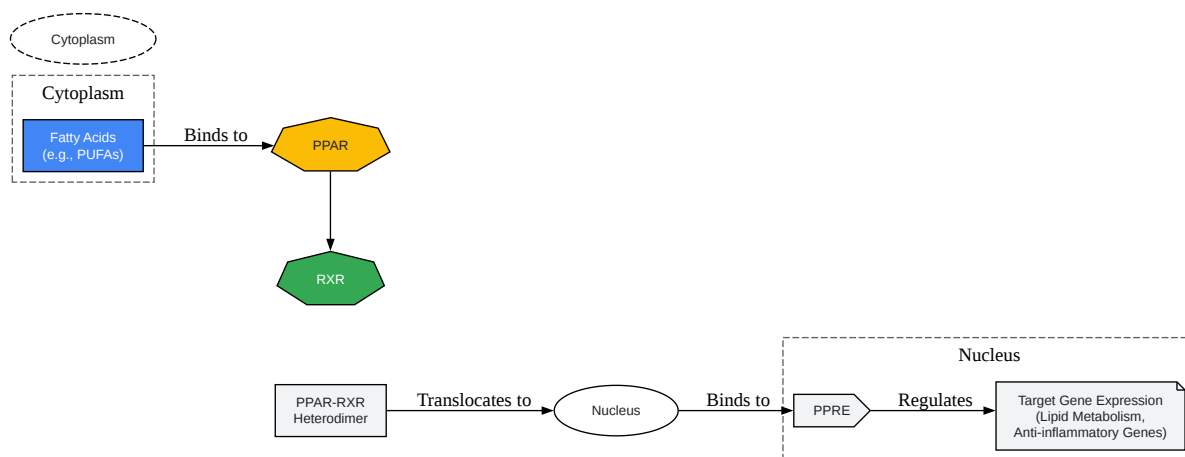 Cytoplasm
Cytoplasm
Fatty Acids
(e.g., PUFAs)
Binds to
PPAR
RXR
PPAR-RXR
Heterodimer
Translocates to
Nucleus
Binds to
Nucleus
PPRE
Regulates
Target Gene Expression
(Lipid Metabolism,
Anti-inflammatory Genes)